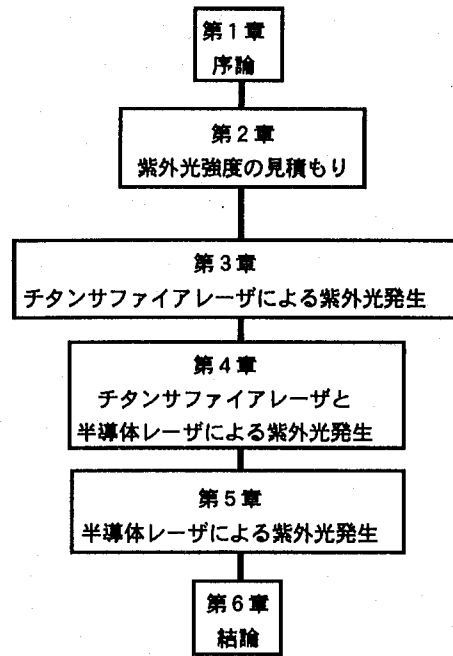 第1章
序論
第2章
紫外光強度の見積もり
第3章
チタンサファイアレーザによる紫外光発生
第4章
チタンサファイアレーザと
半導体レーザによる紫外光発生
第5章
半導体レーザによる紫外光発生
第6章
結論